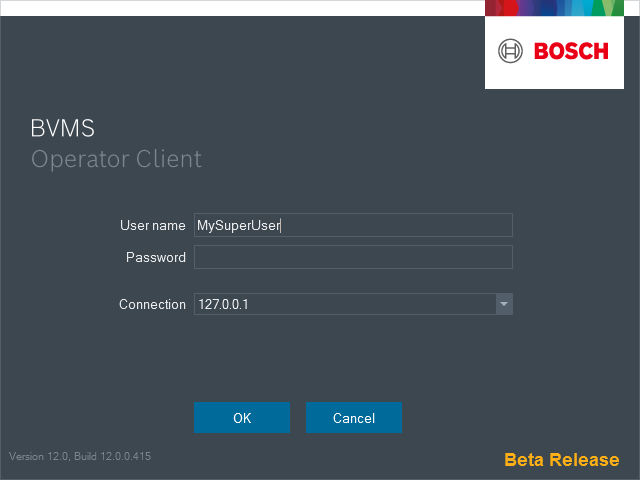 BOSCH
BVMS
Operator Client
User name MySuperUser
Password
Connection 127.0.0.1
OK Cancel
Version 12.0, Build 12.0.0.415
Beta Release